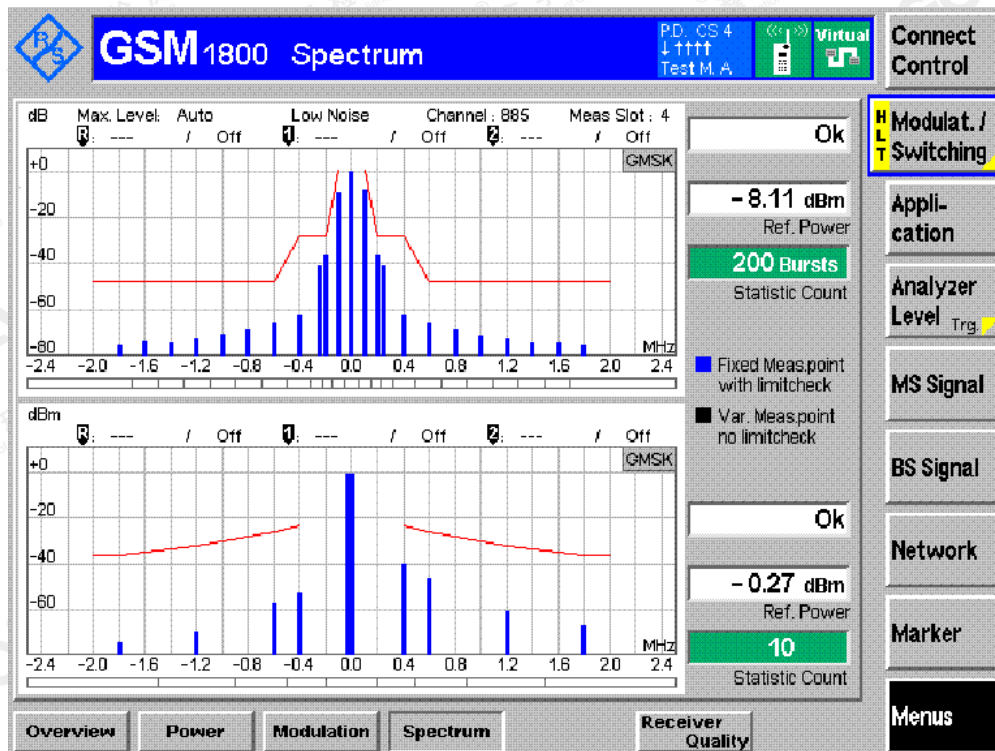 R/S
GSM 1800 Spectrum
P.D. CS 4
↓ ↑↑↑↑
Test M. A
Virtual
Connect Control
dB Max. Level: Auto Low Noise Channel : 885 Meas Slot : 4
R: --- / Off 1: --- / Off 2: --- / Off
GMSK
+0
-20
-40
-60
-80
MHz
-2.4 -2.0 -1.6 -1.2 -0.8 -0.4 0.0 0.4 0.8 1.2 1.6 2.0 2.4
Ok
-8.11 dBm
Ref. Power
200 Bursts
Statistic Count
Fixed Meas.point
with limitcheck
Var. Meas.point
no limitcheck
dBm
R: --- / Off 1: --- / Off 2: --- / Off
GMSK
+0
-20
-40
-60
MHz
-2.4 -2.0 -1.6 -1.2 -0.8 -0.4 0.0 0.4 0.8 1.2 1.6 2.0 2.4
Ok
-0.27 dBm
Ref. Power
10
Statistic Count
HLT
Modulat. /
Switching
Appli-
cation
Analyzer
Level Trg.
MS Signal
BS Signal
Network
Marker
Menus
Overview Power Modulation Spectrum Receiver
Quality